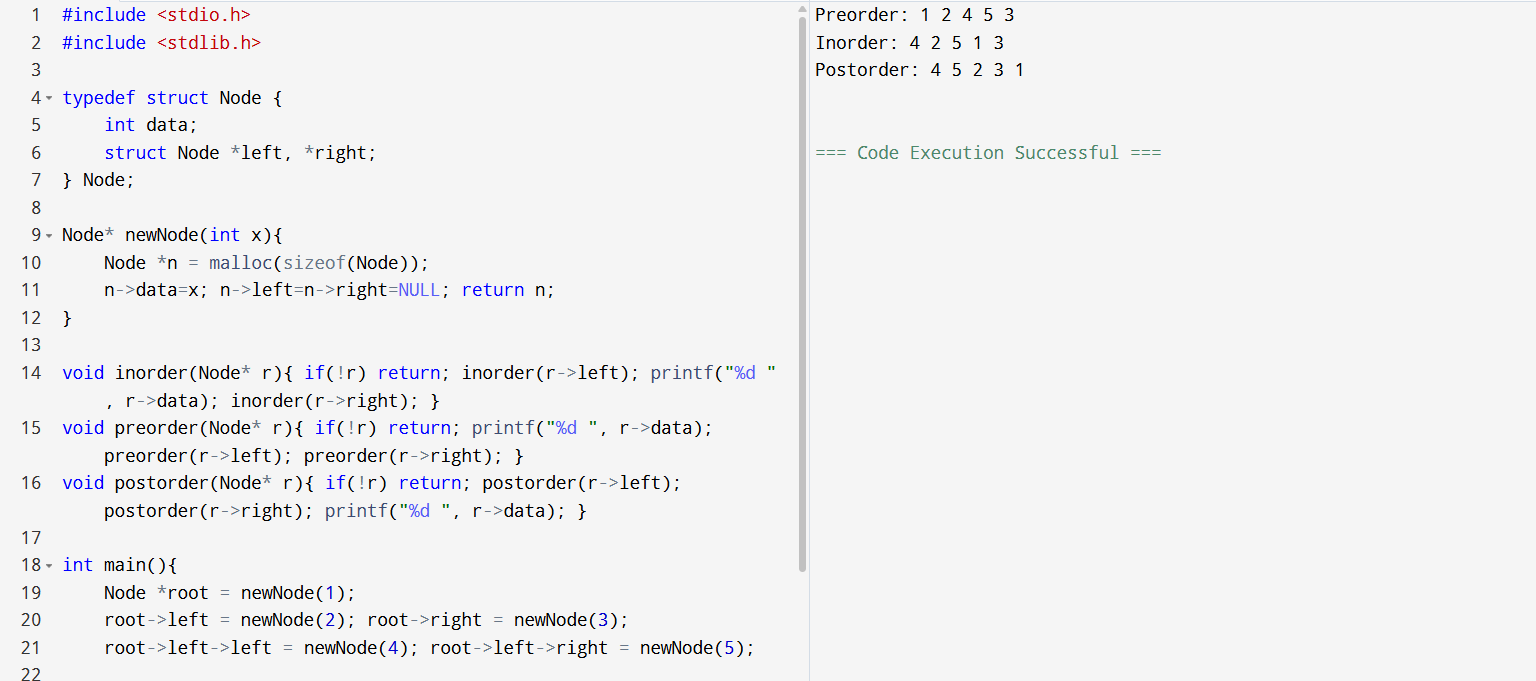 1 #include <stdio.h>
2 #include <stdlib.h>
3
4 typedef struct Node {
5     int data;
6     struct Node *left, *right;
7 } Node;
8
9 Node* newNode(int x){
10     Node *n = malloc(sizeof(Node));
11     n->data=x; n->left=n->right=NULL; return n;
12 }
13
14 void inorder(Node* r){ if(!r) return; inorder(r->left); printf("%d "
    , r->data); inorder(r->right); }
15 void preorder(Node* r){ if(!r) return; printf("%d ", r->data);
    preorder(r->left); preorder(r->right); }
16 void postorder(Node* r){ if(!r) return; postorder(r->left);
    postorder(r->right); printf("%d ", r->data); }
17
18 int main(){
19     Node *root = newNode(1);
20     root->left = newNode(2); root->right = newNode(3);
21     root->left->left = newNode(4); root->left->right = newNode(5);
22
Preorder: 1 2 4 5 3
Inorder: 4 2 5 1 3
Postorder: 4 5 2 3 1
=== Code Execution Successful ===